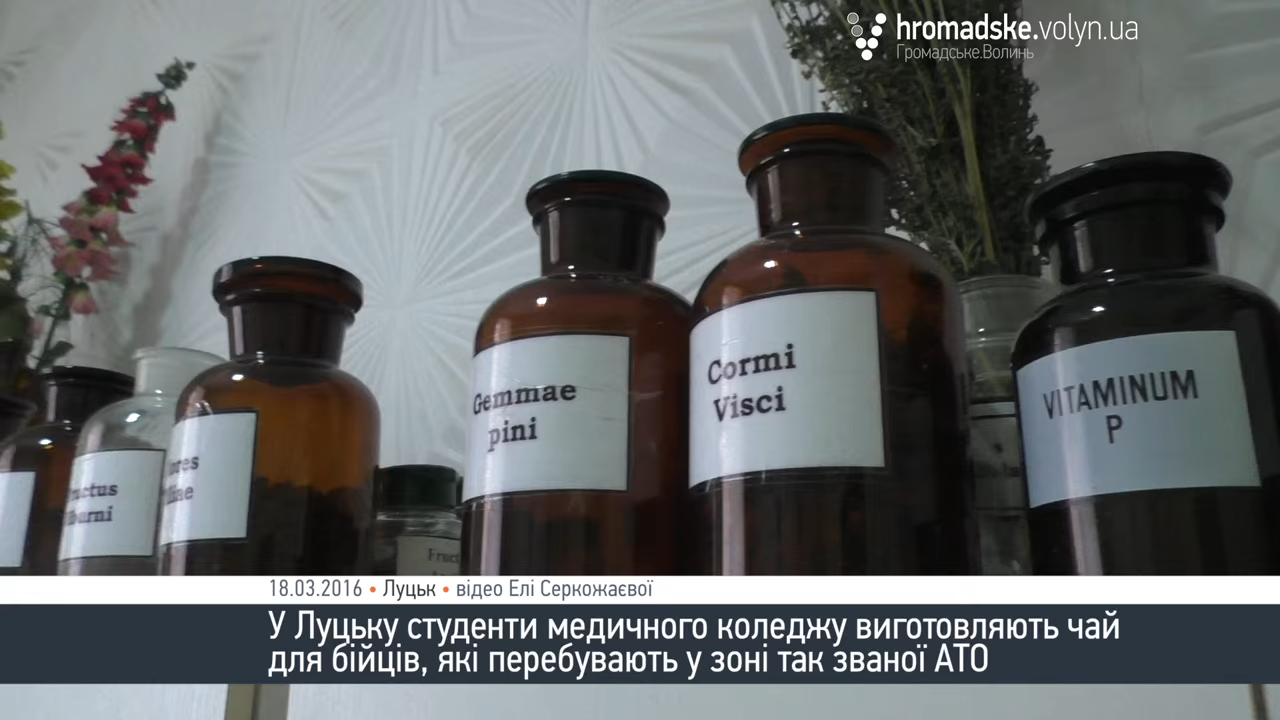 hromadske.volyn.ua
Громадське.Волинь
Gemmae
pini
Cormi
Visci
VITAMINUM
P
18.03.2016 • Луцьк • відео Елі Серкожаєвої
У Луцьку студенти медичного коледжу виготовляють чай
для бійців, які перебувають у зоні так званої АТО